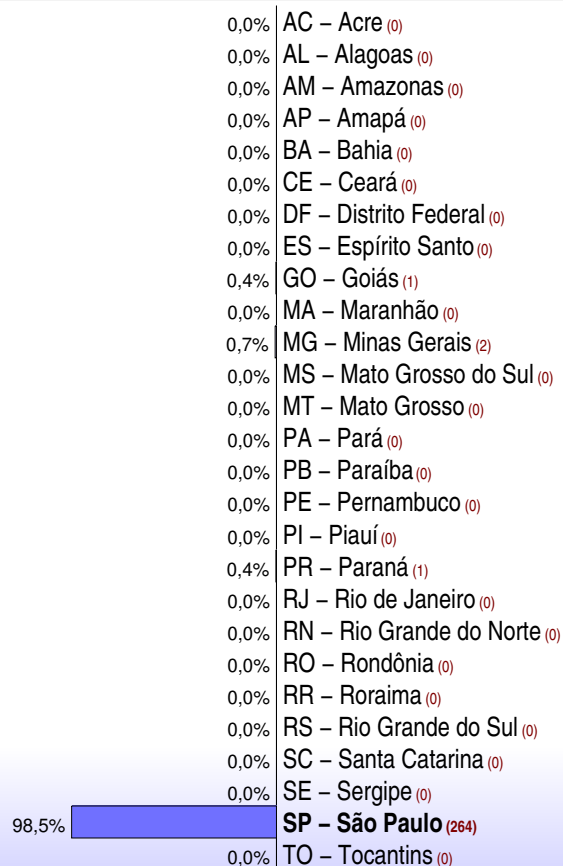 0,0% AC – Acre (0)
0,0% AL – Alagoas (0)
0,0% AM – Amazonas (0)
0,0% AP – Amapá (0)
0,0% BA – Bahia (0)
0,0% CE – Ceará (0)
0,0% DF – Distrito Federal (0)
0,0% ES – Espírito Santo (0)
0,4% GO – Goiás (1)
0,0% MA – Maranhão (0)
0,7% MG – Minas Gerais (2)
0,0% MS – Mato Grosso do Sul (0)
0,0% MT – Mato Grosso (0)
0,0% PA – Pará (0)
0,0% PB – Paraíba (0)
0,0% PE – Pernambuco (0)
0,0% PI – Piauí (0)
0,4% PR – Paraná (1)
0,0% RJ – Rio de Janeiro (0)
0,0% RN – Rio Grande do Norte (0)
0,0% RO – Rondônia (0)
0,0% RR – Roraima (0)
0,0% RS – Rio Grande do Sul (0)
0,0% SC – Santa Catarina (0)
0,0% SE – Sergipe (0)
98,5% SP – São Paulo (264)
0,0% TO – Tocantins (0)